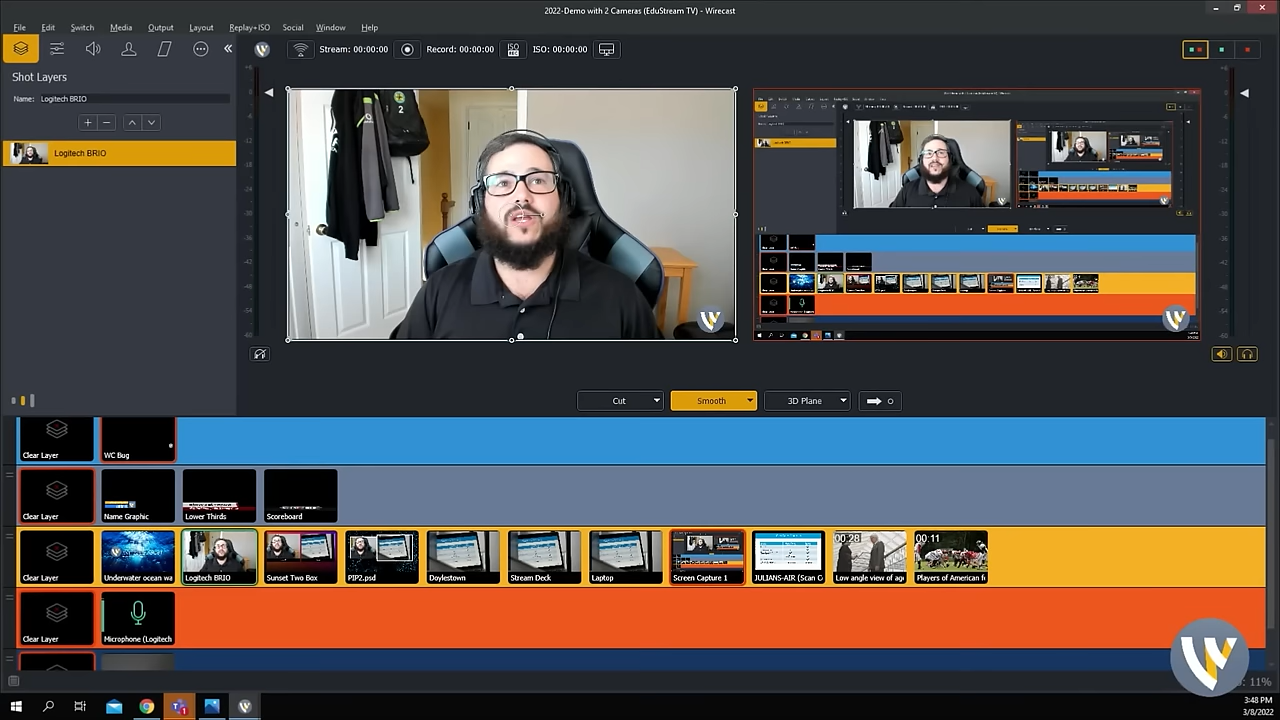 2022-Demo with 2 Cameras (EduStream TV) - Wirecast
File Edit Switch Media Output Layout Replay+ISO Social Window Help
Stream: 00:00:00 Record: 00:00:00 ISO REC ISO: 00:00:00
Shot Layers
Name: Logitech BRIO
Logitech BRIO
Cut Smooth 3D Plane
Clear Layer WC Bug
Clear Layer Name Graphic Lower Thirds Scoreboard
00:28 00:11
Clear Layer Underwater ocean wa Logitech BRIO Sunset Two Box PIP2.psd Doylestown Stream Deck Laptop Screen Capture 1 JULIANS-AIR (Scan C Low angle view of age Players of American fo
Clear Layer Microphone (Logitech
: 11%
3:48 PM
3/8/2022